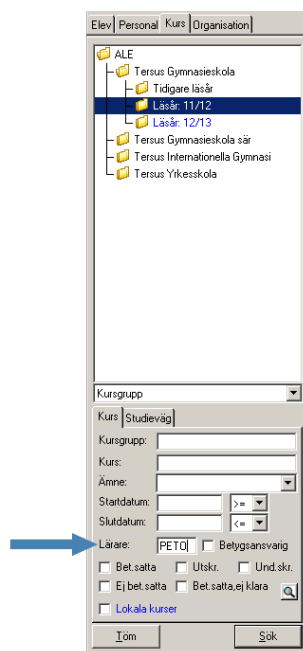 Elev Personal Kurs Organisation
ALE
Tersus Gymnasieskola
Tidigare läsår
Läsår: 11/12
Läsår: 12/13
Tersus Gymnasieskola sär
Tersus Internationella Gymnasi
Tersus Yrkesskola
Kursgrupp
Kurs Studieväg
Kursgrupp:
Kurs:
Ämne:
Startdatum: >=
Slutdatum: <=
Lärare: PETO Betygsansvarig
Bet.satta Utskr. Und.skr.
Ej bet.satta Bet.satta,ej klara
Lokala kurser
Töm Sök